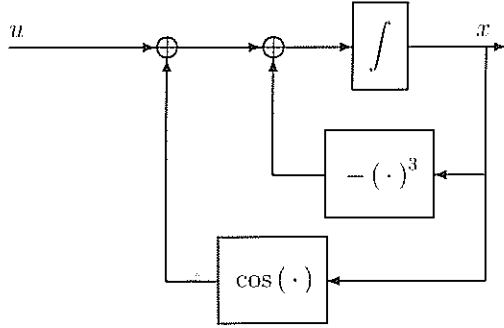 u
∫
x
− ( · )³
cos ( · )